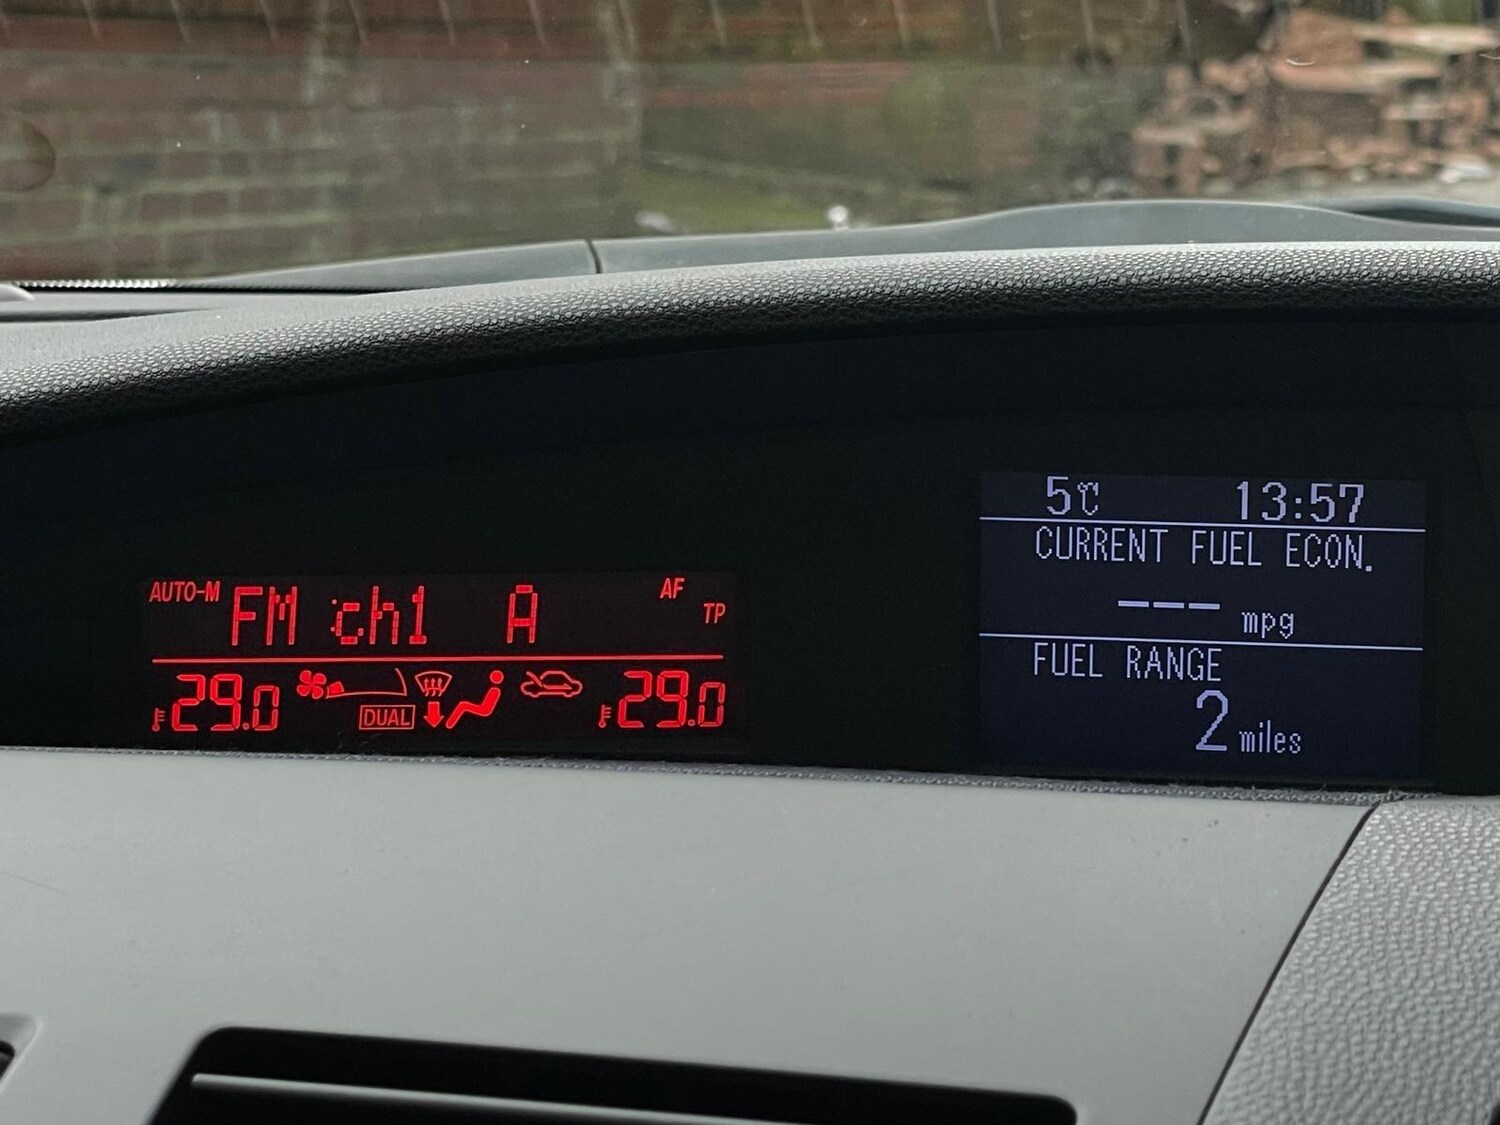 AUTO-M FM ch1 A AF TP
29.0 DUAL 29.0
5℃ 13:57
CURRENT FUEL ECON.
--- mpg
FUEL RANGE
2 miles